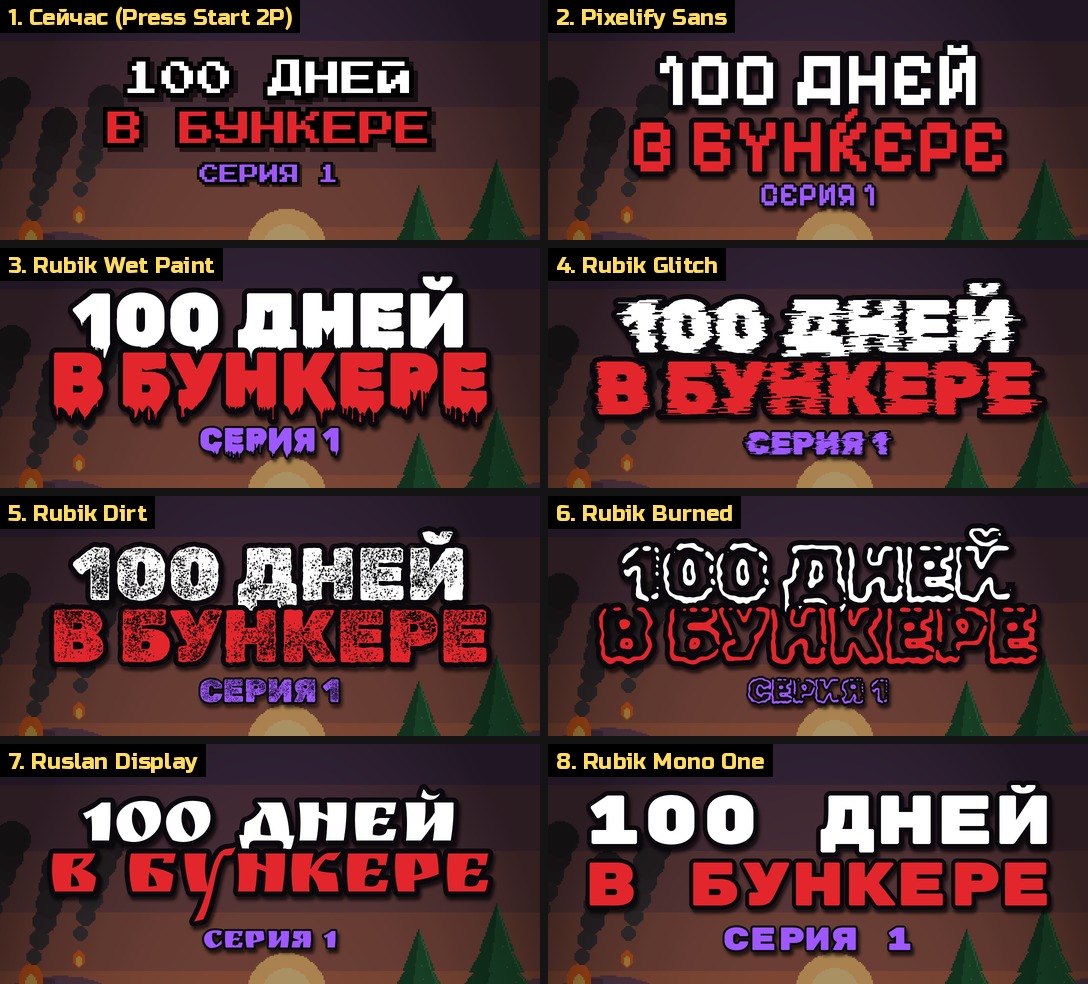 1. Сейчас (Press Start 2P)
100 ДНЕЙ
В БУНКЕРЕ
СЕРИЯ 1
2. Pixelify Sans
100 ДНЕЙ
В БУНКЕРЕ
СЕРИЯ 1
3. Rubik Wet Paint
100 ДНЕЙ
В БУНКЕРЕ
СЕРИЯ 1
4. Rubik Glitch
100 ДНЕЙ
В БУНКЕРЕ
СЕРИЯ 1
5. Rubik Dirt
100 ДНЕЙ
В БУНКЕРЕ
СЕРИЯ 1
6. Rubik Burned
100 ДНЕЙ
В БУНКЕРЕ
СЕРИЯ 1
7. Ruslan Display
100 ДНЕЙ
В БУНКЕРЕ
СЕРИЯ 1
8. Rubik Mono One
100 ДНЕЙ
В БУНКЕРЕ
СЕРИЯ 1